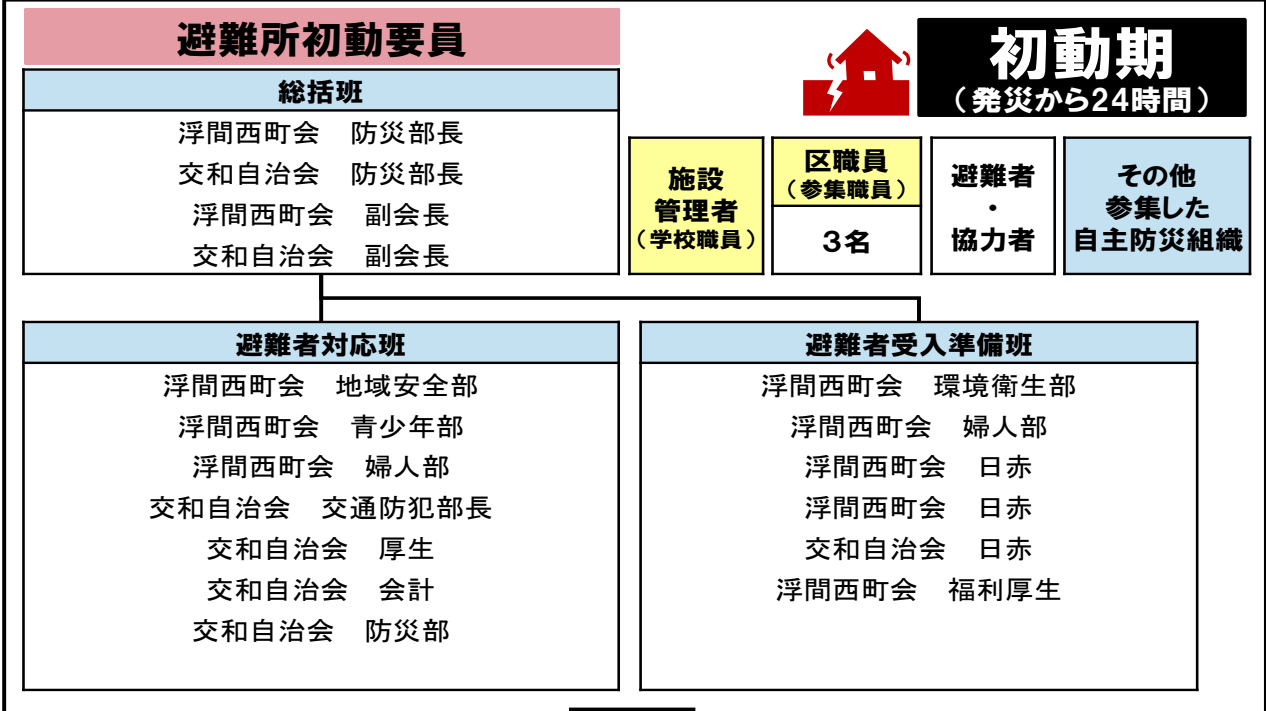 避難所初動要員
初動期
（発災から24時間）
総括班
浮間西町会　防災部長
交和自治会　防災部長
浮間西町会　副会長
交和自治会　副会長
施設
管理者
（学校職員）
区職員
（参集職員）
３名
避難者
・
協力者
その他
参集した
自主防災組織
避難者対応班
浮間西町会　地域安全部
浮間西町会　青少年部
浮間西町会　婦人部
交和自治会　交通防犯部長
交和自治会　厚生
交和自治会　会計
交和自治会　防災部
避難者受入準備班
浮間西町会　環境衛生部
浮間西町会　婦人部
浮間西町会　日赤
浮間西町会　日赤
交和自治会　日赤
浮間西町会　福利厚生